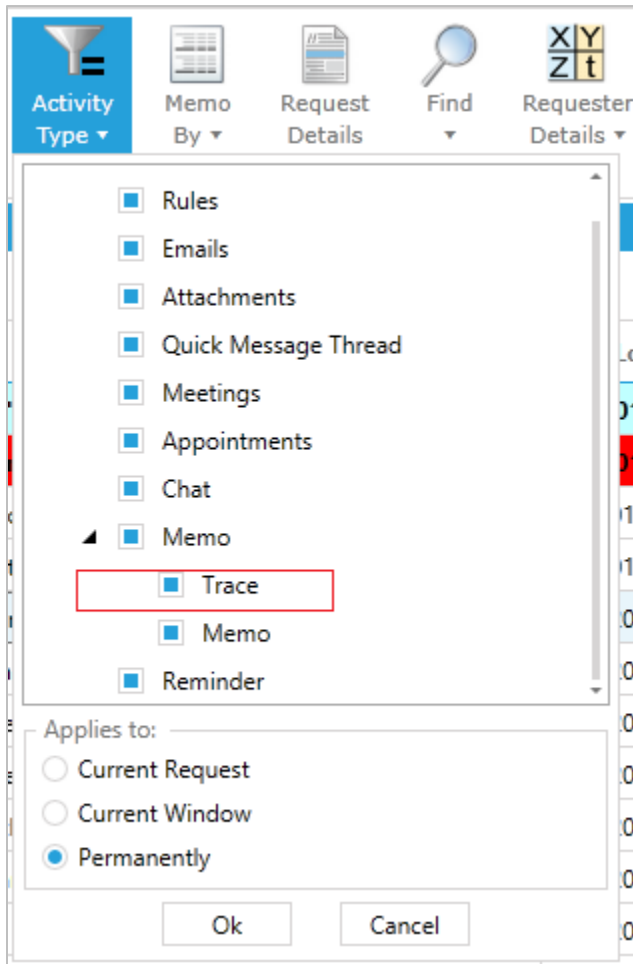 Activity Type
Memo By
Request Details
Find
Requester Details
X Y
Z t
Rules
Emails
Attachments
Quick Message Thread
Meetings
Appointments
Chat
Memo
Trace
Memo
Reminder
Applies to:
Current Request
Current Window
Permanently
Ok
Cancel